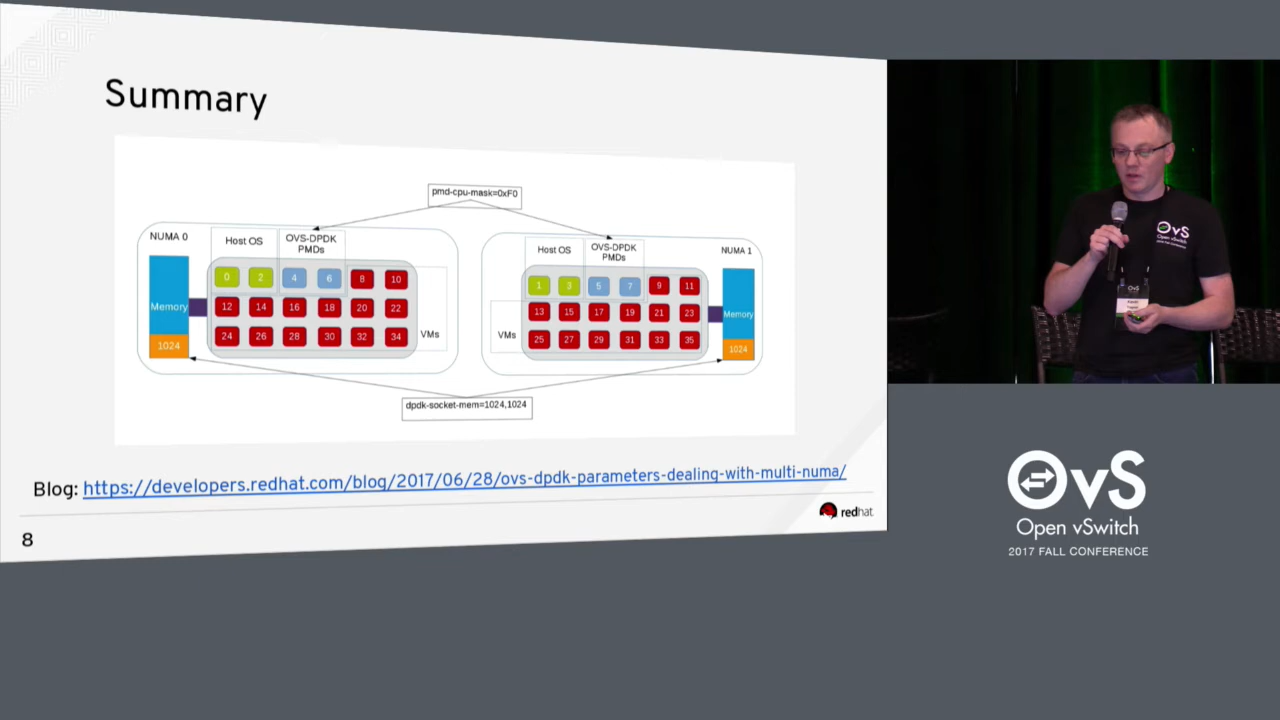 Summary
pmd-cpu-mask=0xF0
NUMA 0
Host OS
OVS-DPDK
PMDs
0 2 4 6 8 10
Memory
12 14 16 18 20 22
24 26 28 30 32 34
VMs
1024
Host OS
OVS-DPDK
PMDs
NUMA 1
1 3 5 7 9 11
13 15 17 19 21 23
Memory
VMs
25 27 29 31 33 35
1024
dpdk-socket-mem=1024,1024
Blog: https://developers.redhat.com/blog/2017/06/28/ovs-dpdk-parameters-dealing-with-multi-numa/
redhat
8
OvS
Open vSwitch
OvS
Open vSwitch
2017 FALL CONFERENCE